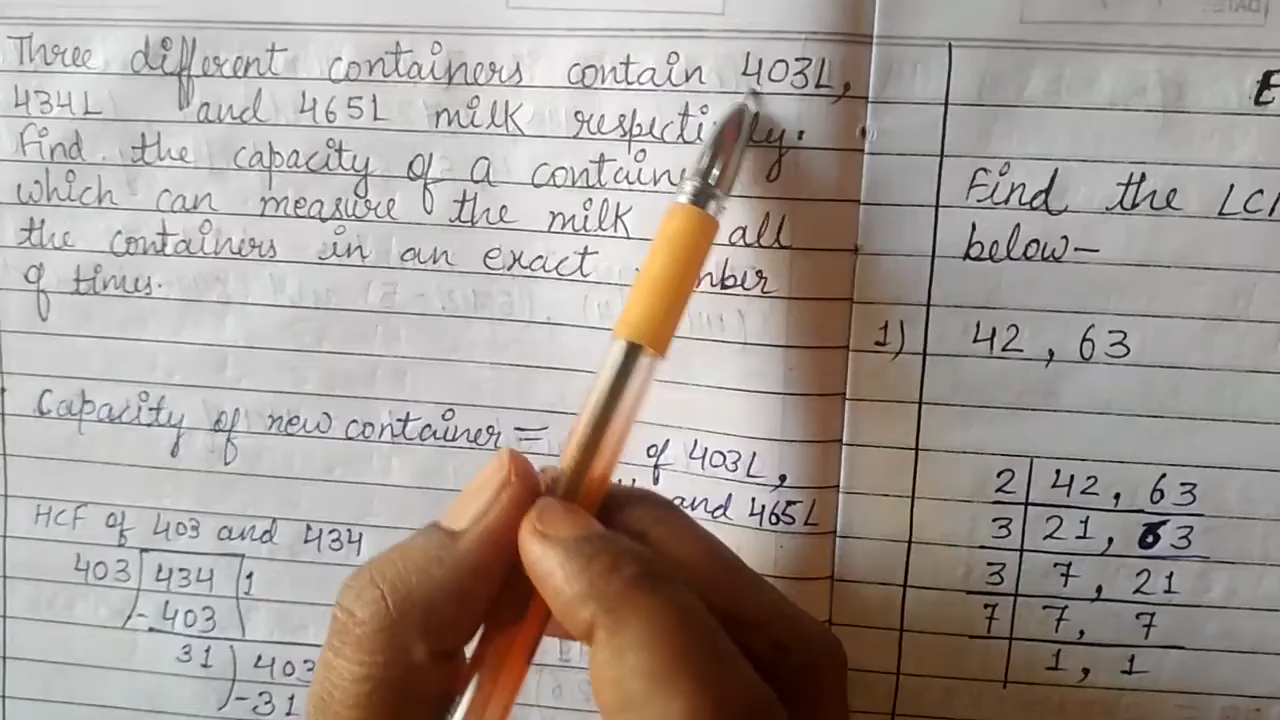 Three different containers contain 403L,
434L and 465L milk respectively.
Find the capacity of a container
which can measure the milk all
the containers in an exact number
of times.
Capacity of new container =
of 403L,
and 465L
HCF of 403 and 434
403 434 1
- 403
31 403
-31
Find the
below-
1) 42, 63
2 42, 63
3 21, 63
3 7, 21
7 7, 7
1, 1